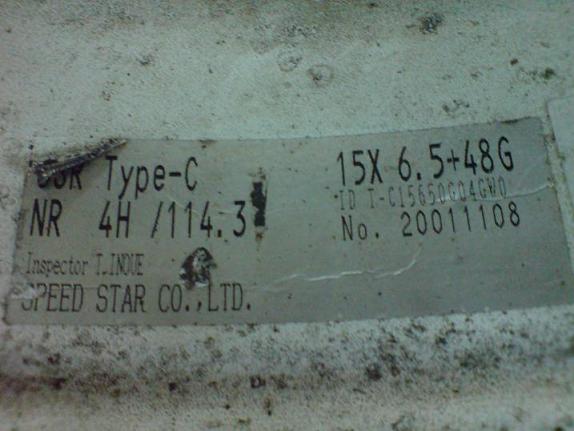 Type-C
15X 6.5+48G
NR 4H /114.3
No. 20011108
Inspector T.INOUE
SPEED STAR CO.,LTD.